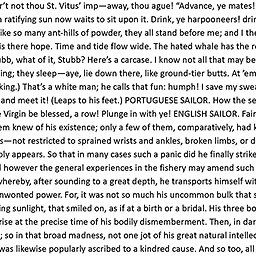 r't not thou St. Vitus' imp—away, thou ague! "Advance, ye mates!
ratifying sun now waits to sit upon it. Drink, ye harpooneers! drin
ike so many ant-hills of powder, they all stand before me; and I the
is there hope. Time and tide flow wide. The hated whale has the r
bb, what of it, Stubb? Here's a carcase. I know not all that may be
ing; they sleep—aye, lie down there, like ground-tier butts. At 'em
king.) That's a white man; he calls that fun: humph! I save my swea
and meet it! (Leaps to his feet.) PORTUGUESE SAILOR. How the se
e Virgin be blessed, a row! Plunge in with ye! ENGLISH SAILOR. Fair
em knew of his existence; only a few of them, comparatively, had k
s—not restricted to sprained wrists and ankles, broken limbs, or d
bly appears. So that in many cases such a panic did he finally strike
d however the general experiences in the fishery may amend such
whereby, after sounding to a great depth, he transports himself wit
nwonted power. For, it was not so much his uncommon bulk that s
ing sunlight, that smiled on, as if at a birth or a bridal. His three bo
rise at the precise time of his bodily dismemberment. Then, in dar
; so in that broad madness, not one jot of his great natural intellec
was likewise popularly ascribed to a kindred cause. And so too, all